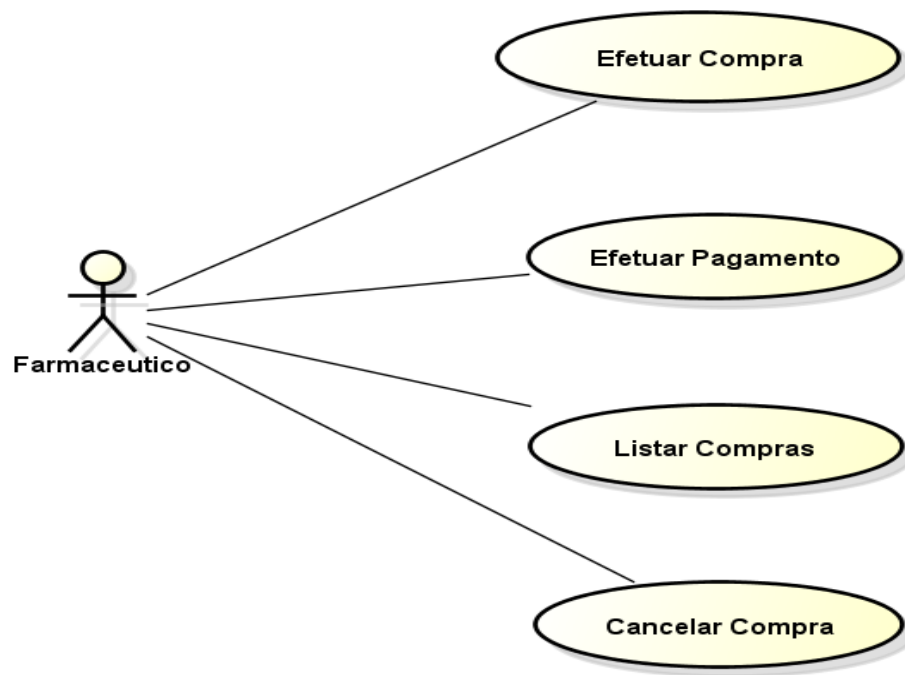 Efetuar Compra
Efetuar Pagamento
Farmaceutico
Listar Compras
Cancelar Compra